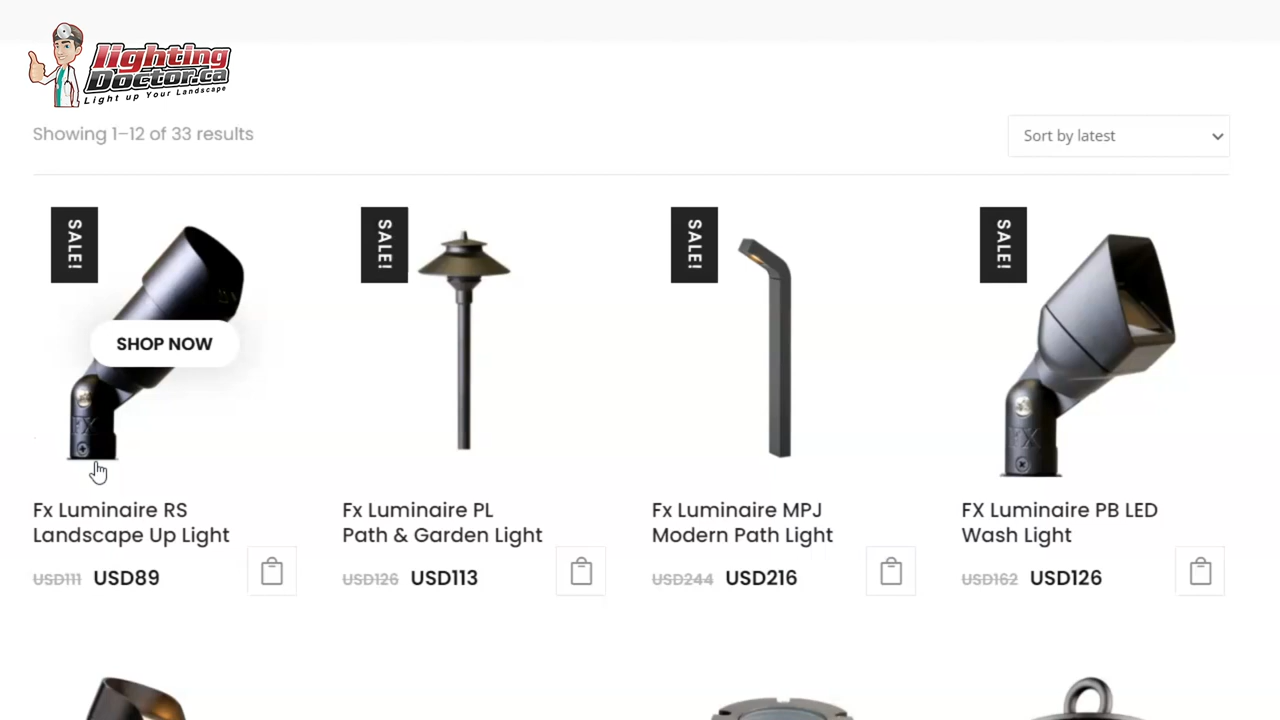 lighting
Doctor.ca
Light up Your Landscape
Showing 1–12 of 33 results
Sort by latest
SALE!
SALE!
SALE!
SALE!
SHOP NOW
FX
FX
Fx Luminaire RS
Landscape Up Light
USD111 USD89
Fx Luminaire PL
Path & Garden Light
USD126 USD113
Fx Luminaire MPJ
Modern Path Light
USD244 USD216
FX Luminaire PB LED
Wash Light
USD162 USD126